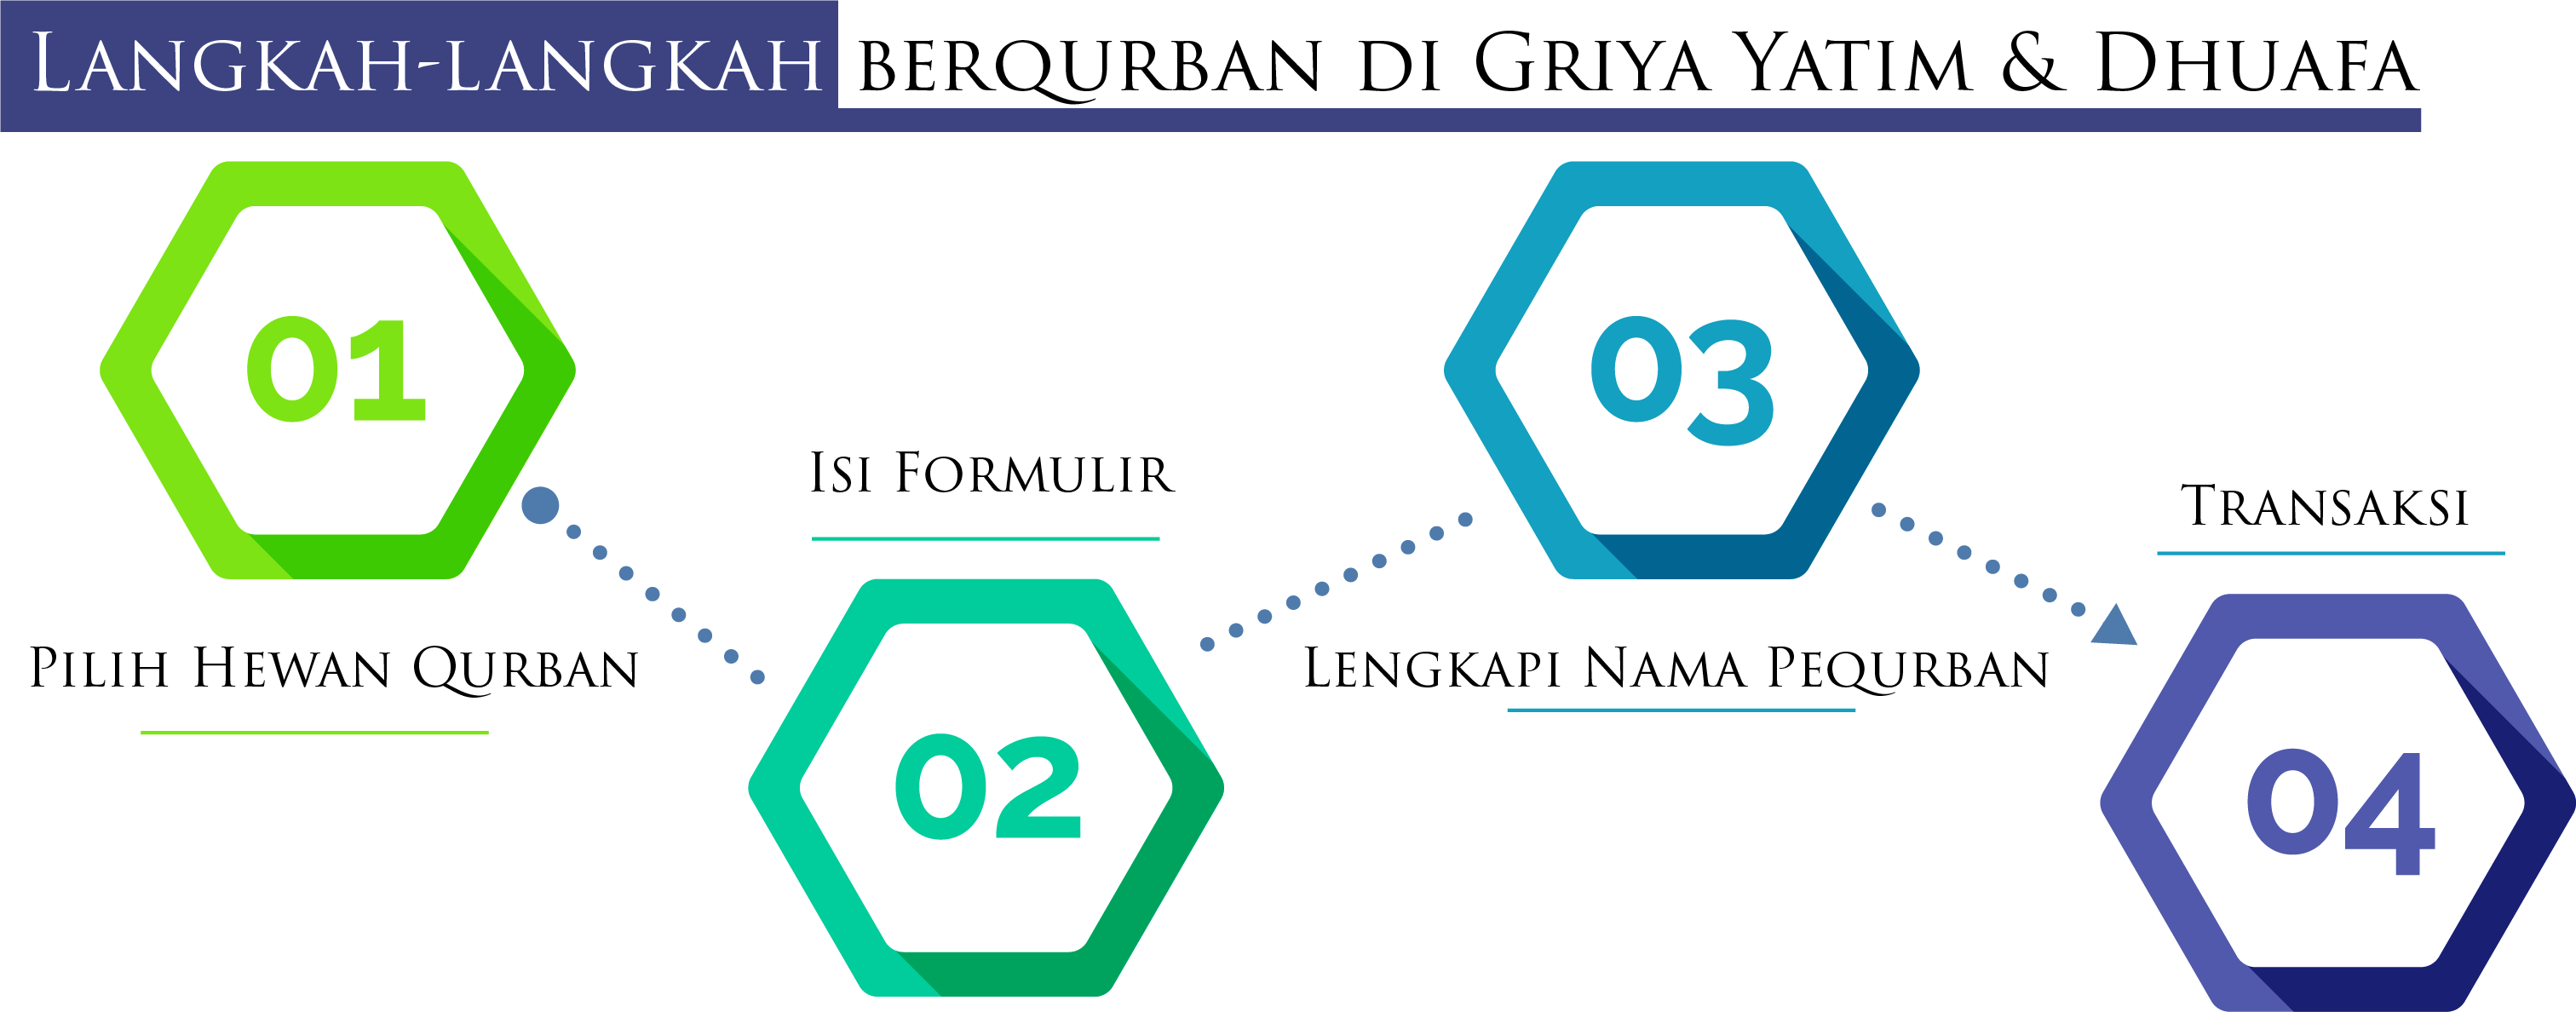 Langkah-langkah berqurban di Griya Yatim & Dhuafa
01
Pilih Hewan Qurban
Isi Formulir
02
03
Lengkapi Nama Pequrban
Transaksi
04